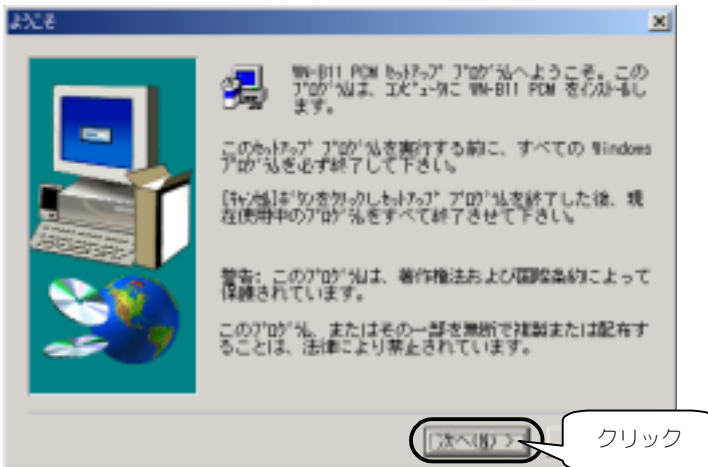 ようこそ
WN-B11 PCM ｾｯﾄｱｯﾌﾟ ﾌﾟﾛｸﾞﾗﾑへようこそ。この
ﾌﾟﾛｸﾞﾗﾑは、ｺﾝﾋﾟｭｰﾀに WN-B11 PCM をｲﾝｽﾄｰﾙし
ます。
このｾｯﾄｱｯﾌﾟ ﾌﾟﾛｸﾞﾗﾑを実行する前に、すべての Windows
ﾌﾟﾛｸﾞﾗﾑを必ず終了して下さい。
[ｷｬﾝｾﾙ]ﾎﾞﾀﾝをｸﾘｯｸしｾｯﾄｱｯﾌﾟ ﾌﾟﾛｸﾞﾗﾑを終了した後、現
在使用中のﾌﾟﾛｸﾞﾗﾑをすべて終了させて下さい。
警告: このﾌﾟﾛｸﾞﾗﾑは、著作権法および国際条約によって
保護されています。
このﾌﾟﾛｸﾞﾗﾑ、またはその一部を無断で複製または配布す
ることは、法律により禁止されています。
次へ(N) >
クリック